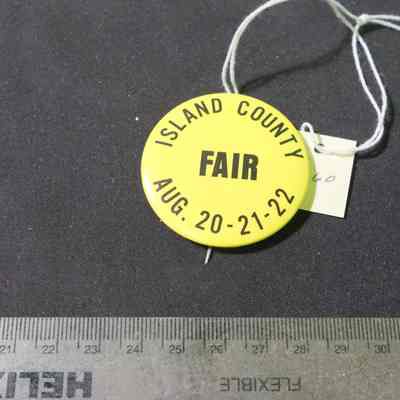 ISLAND COUNTY
FAIR
AUG. 20-21-22
60
21 22 23 24 25 26 27 28 29 30
HELIX
FLEXIBLE